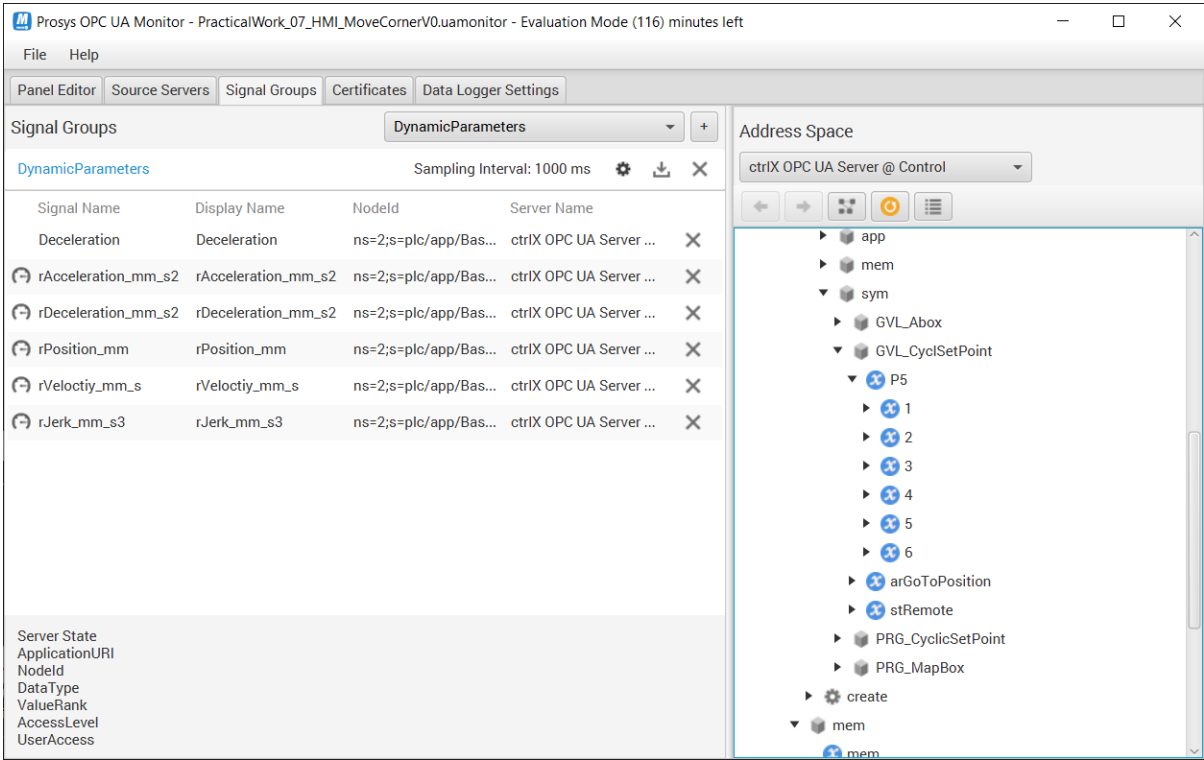 Prosys OPC UA Monitor - PracticalWork_07_HMI_MoveCornerV0.uamonitor - Evaluation Mode (116) minutes left
File Help
Panel Editor Source Servers Signal Groups Certificates Data Logger Settings
Signal Groups DynamicParameters +
DynamicParameters Sampling Interval: 1000 ms
Signal Name Display Name NodeId Server Name
Deceleration Deceleration ns=2;s=plc/app/Bas... ctrlX OPC UA Server ...
rAcceleration_mm_s2 rAcceleration_mm_s2 ns=2;s=plc/app/Bas... ctrlX OPC UA Server ...
rDeceleration_mm_s2 rDeceleration_mm_s2 ns=2;s=plc/app/Bas... ctrlX OPC UA Server ...
rPosition_mm rPosition_mm ns=2;s=plc/app/Bas... ctrlX OPC UA Server ...
rVeloctiy_mm_s rVeloctiy_mm_s ns=2;s=plc/app/Bas... ctrlX OPC UA Server ...
rJerk_mm_s3 rJerk_mm_s3 ns=2;s=plc/app/Bas... ctrlX OPC UA Server ...
Server State
ApplicationURI
NodeId
DataType
ValueRank
AccessLevel
UserAccess
Address Space
ctrlX OPC UA Server @ Control
app
mem
sym
GVL_Abox
GVL_CyclSetPoint
P5
1
2
3
4
5
6
arGoToPosition
stRemote
PRG_CyclicSetPoint
PRG_MapBox
create
mem
mem